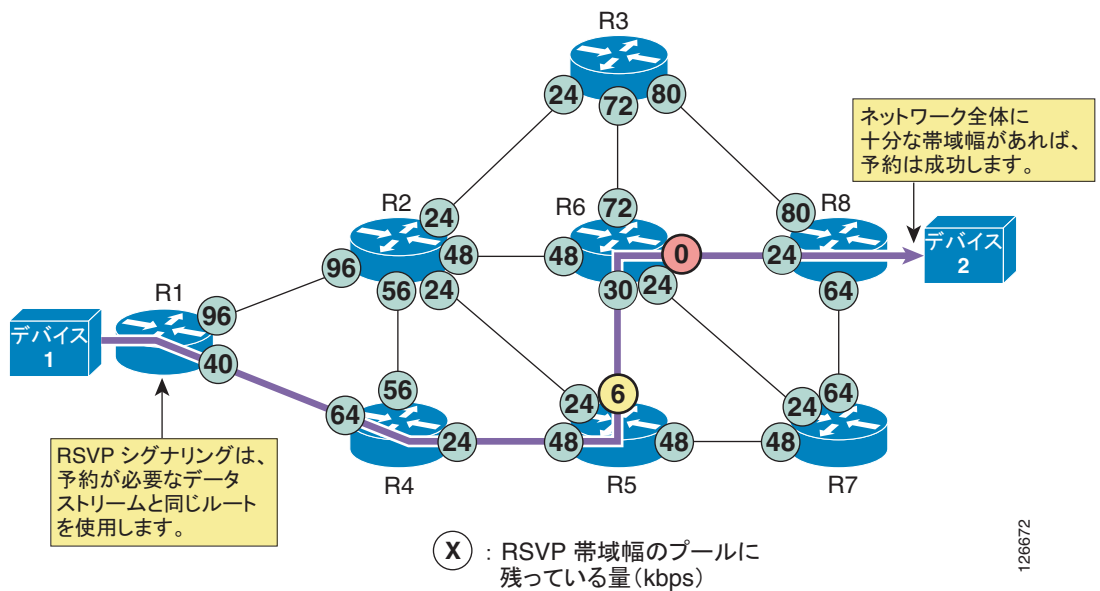 R3
24
72
80
ネットワーク全体に
十分な帯域幅があれば、
予約は成功します。
R2
24
R6
72
R8
80
96
48
48
0
24
デバイス
2
56
24
30
24
64
R1
96
デバイス
1
40
56
6
64
64
24
24
24
48
48
48
R4
R5
R7
RSVP シグナリングは、
予約が必要なデータ
ストリームと同じルート
を使用します。
X : RSVP 帯域幅のプールに
残っている量(kbps)
126672